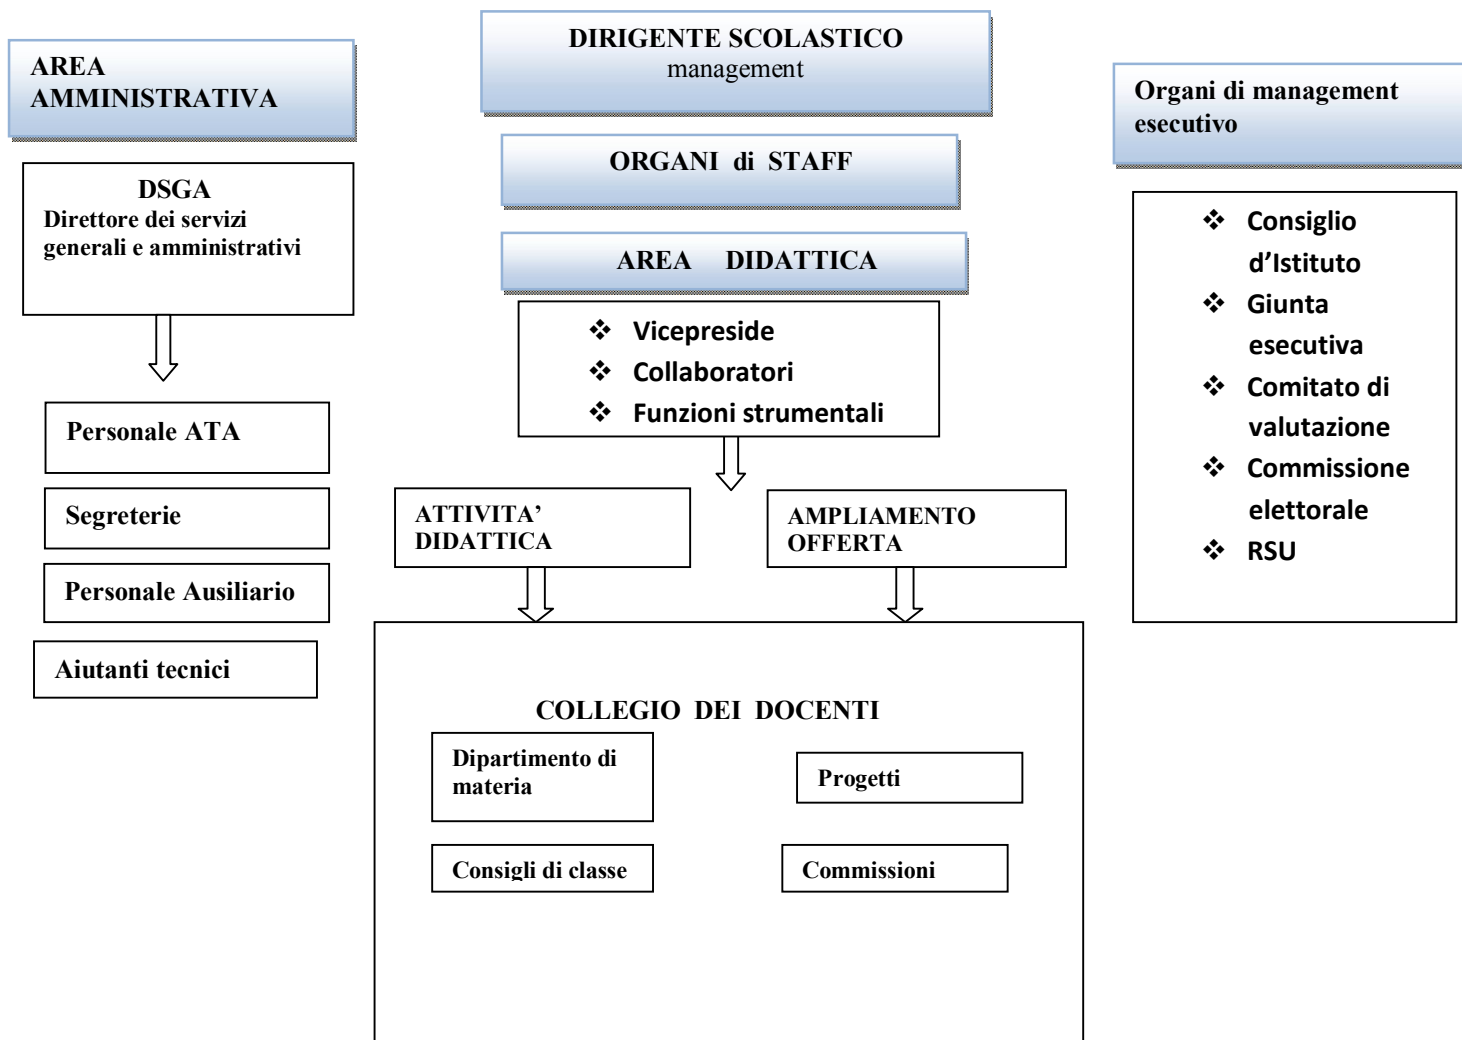 AREA
AMMINISTRATIVA
DSGA
Direttore dei servizi
generali e amministrativi
Personale ATA
Segreterie
Personale Ausiliario
Aiutanti tecnici
DIRIGENTE SCOLASTICO
management
ORGANI di STAFF
AREA DIDATTICA
❖ Vicepreside
❖ Collaboratori
❖ Funzioni strumentali
ATTIVITA’
DIDATTICA
AMPLIAMENTO
OFFERTA
COLLEGIO DEI DOCENTI
Dipartimento di
materia
Progetti
Consigli di classe
Commissioni
Organi di management
esecutivo
❖ Consiglio
d’Istituto
❖ Giunta
esecutiva
❖ Comitato di
valutazione
❖ Commissione
elettorale
❖ RSU